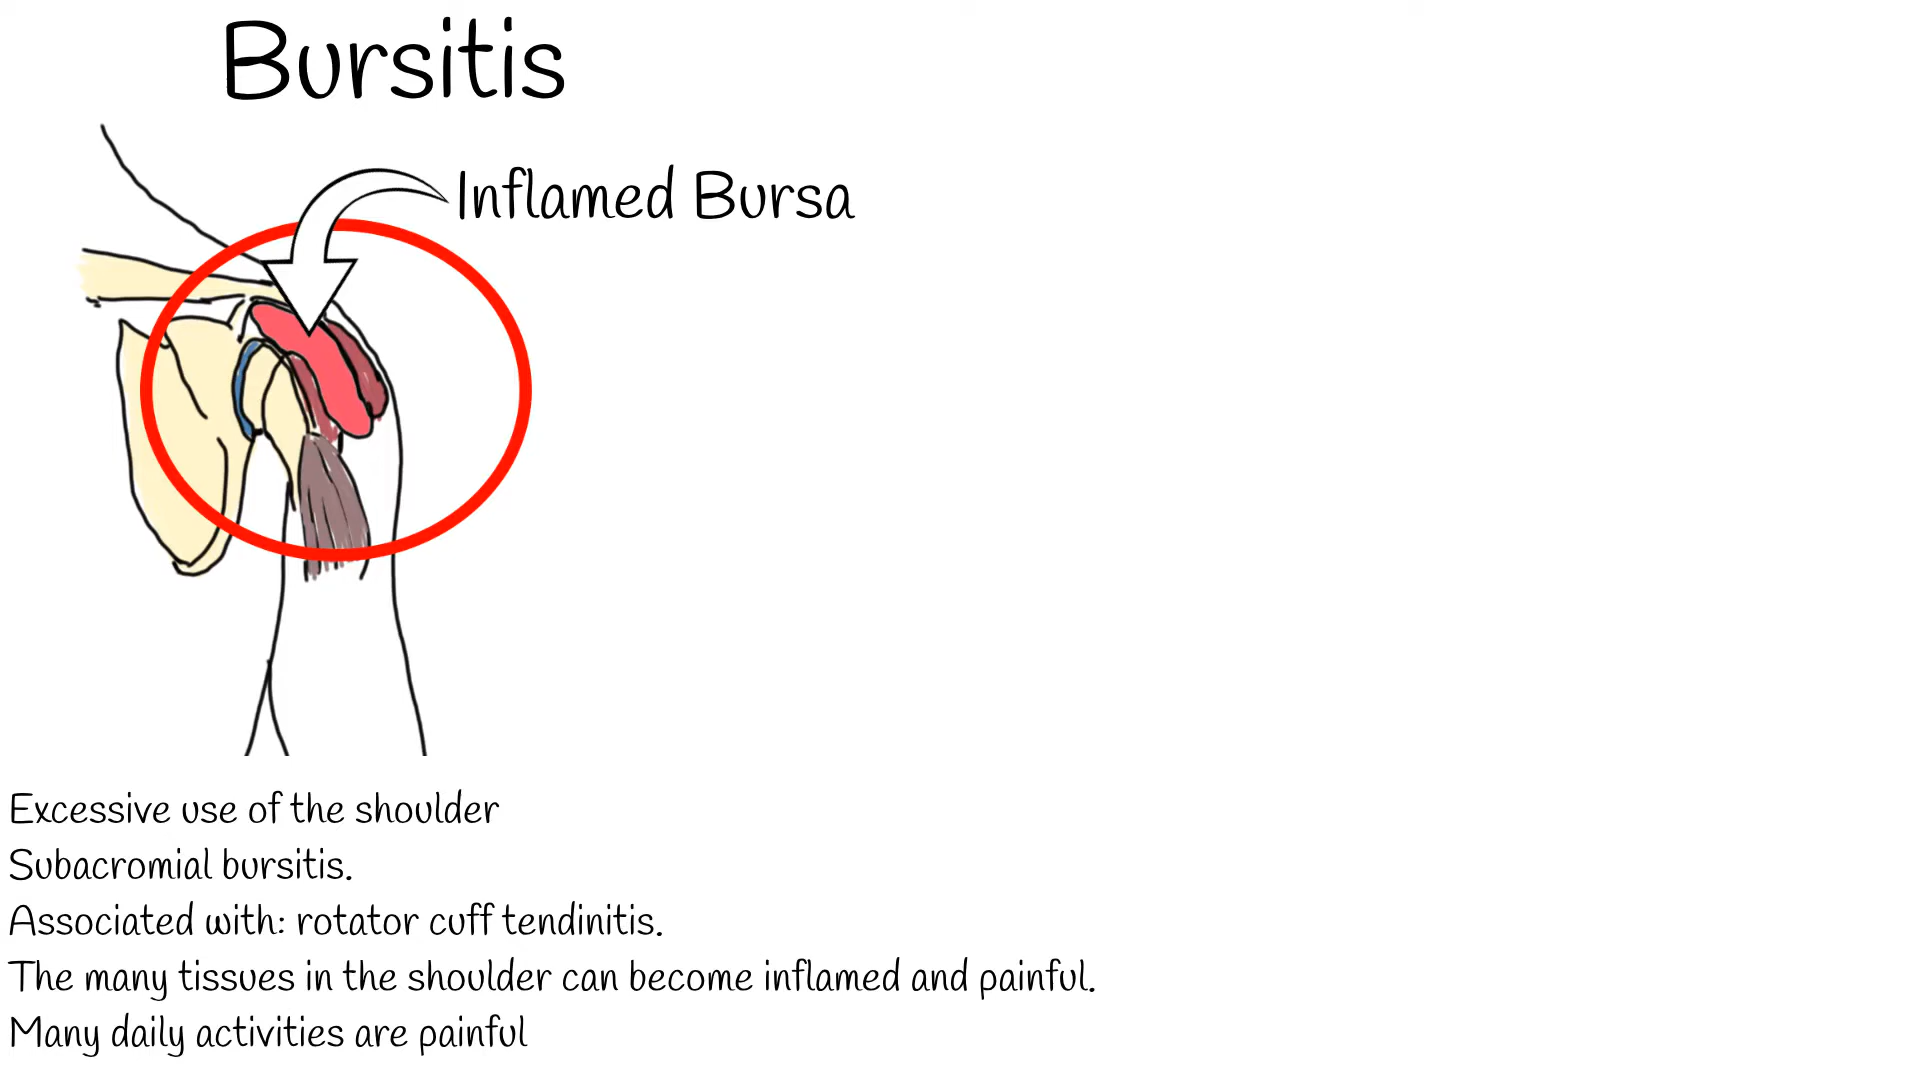 Bursitis
Inflamed Bursa
Excessive use of the shoulder
Subacromial bursitis.
Associated with: rotator cuff tendinitis.
The many tissues in the shoulder can become inflamed and painful.
Many daily activities are painful